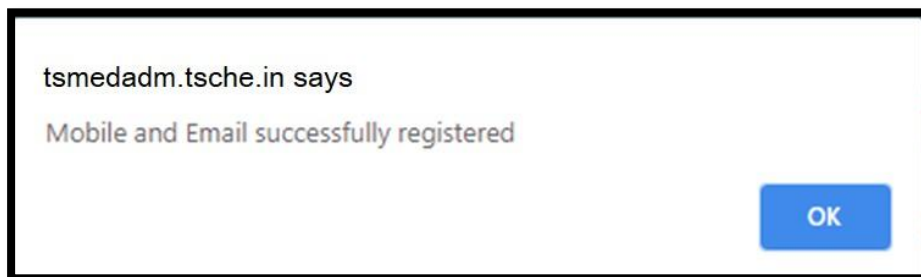 tsmedadm.tsche.in says
Mobile and Email successfully registered
OK